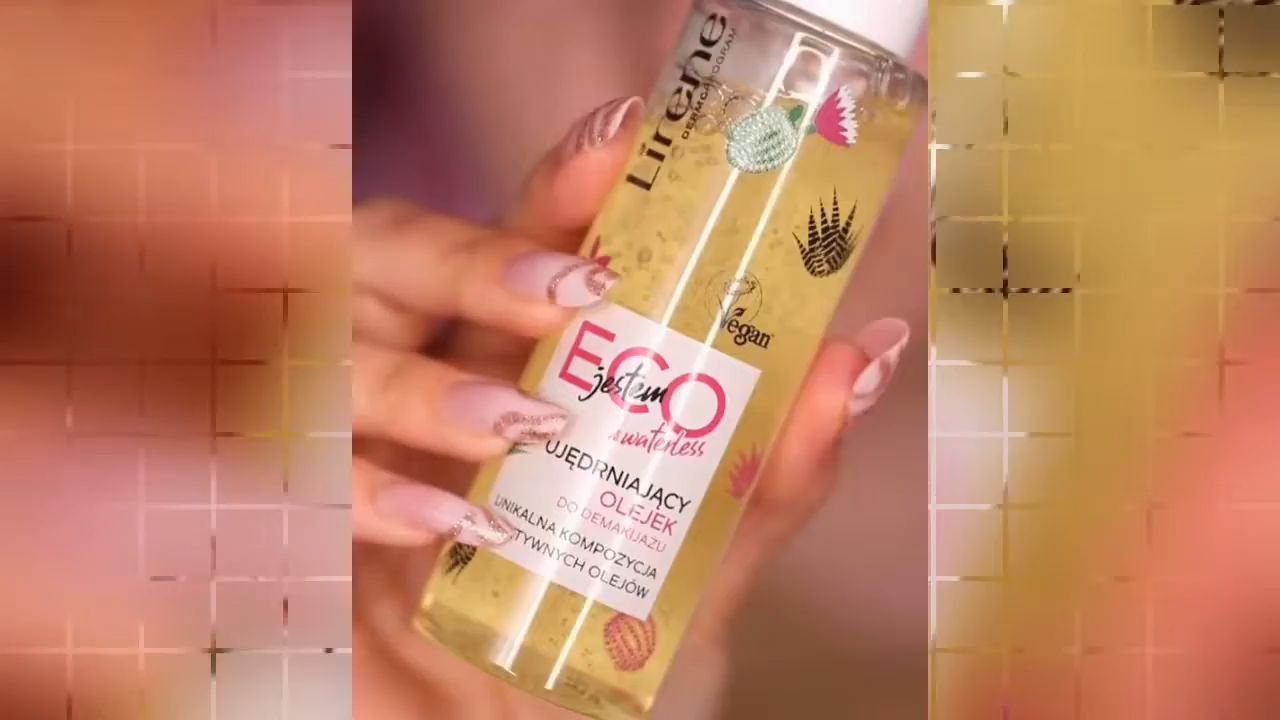 Lirene
DERMOPROGRAM
Vegan
ECO
jestem
& waterless
UJĘDRNIAJĄCY
OLEJEK
DO DEMAKIJAŻU
UNIKALNA KOMPOZYCJA
OLEJÓW